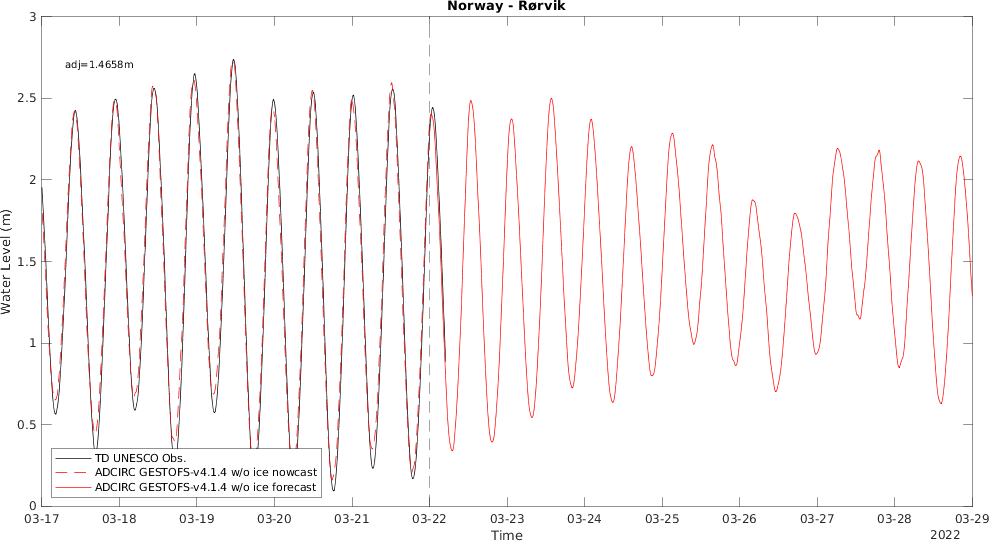 Norway - Rørvik
adj=1.4658m
Water Level (m)
3
2.5
2
1.5
1
0.5
0
TD UNESCO Obs.
ADCIRC GESTOFS-v4.1.4 w/o ice nowcast
ADCIRC GESTOFS-v4.1.4 w/o ice forecast
03-17 03-18 03-19 03-20 03-21 03-22 03-23 03-24 03-25 03-26 03-27 03-28 03-29
Time
2022